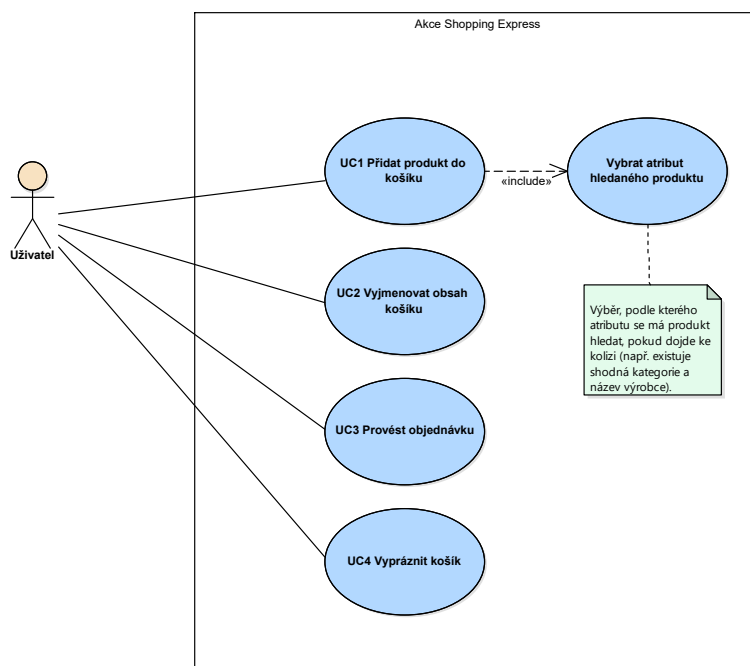 Akce Shopping Express
UC1 Přidat produkt do
košíku
«include»
Vybrat atribut
hledaného produktu
Uživatel
UC2 Vyjmenovat obsah
košíku
Výběr, podle kterého
atributu se má produkt
hledat, pokud dojde ke
kolizi (např. existuje
shodná kategorie a
název výrobce).
UC3 Provést objednávku
UC4 Vypráznit košík